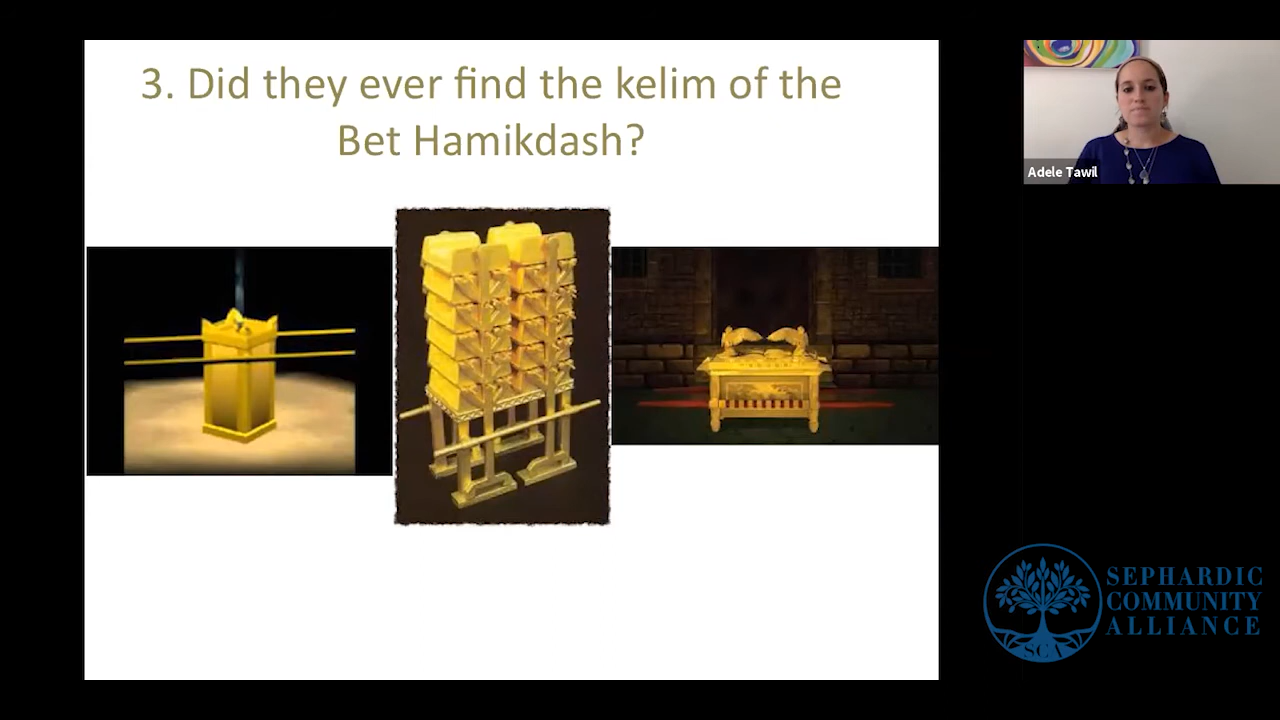 3. Did they ever find the kelim of the
Bet Hamikdash?
Adele Tawil
SEPHARDIC
COMMUNITY
ALLIANCE
SCA